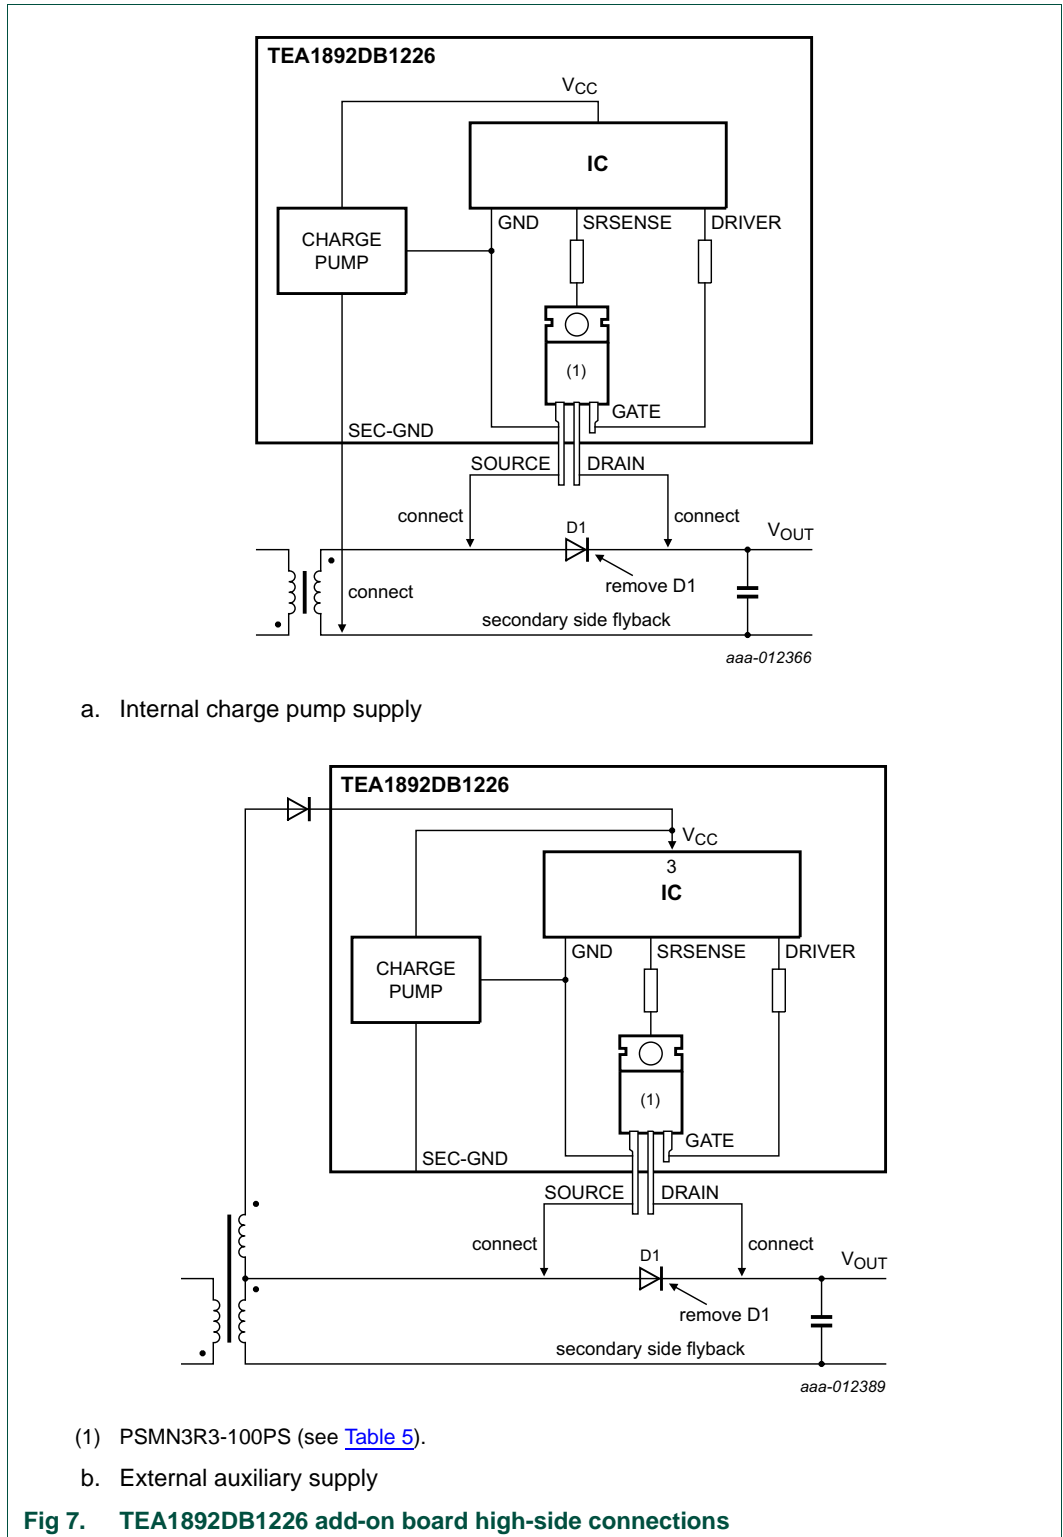 TEA1892DB1226
VCC
IC
GND
SRSENSE
DRIVER
CHARGE
PUMP
(1)
GATE
SEC-GND
SOURCE
DRAIN
connect
connect
D1
VOUT
remove D1
connect
secondary side flyback
aaa-012366
a. Internal charge pump supply
TEA1892DB1226
VCC
3
IC
GND
SRSENSE
DRIVER
CHARGE
PUMP
(1)
GATE
SEC-GND
SOURCE
DRAIN
connect
connect
D1
VOUT
remove D1
secondary side flyback
aaa-012389
(1) PSMN3R3-100PS (see Table 5).
b. External auxiliary supply
Fig 7. TEA1892DB1226 add-on board high-side connections